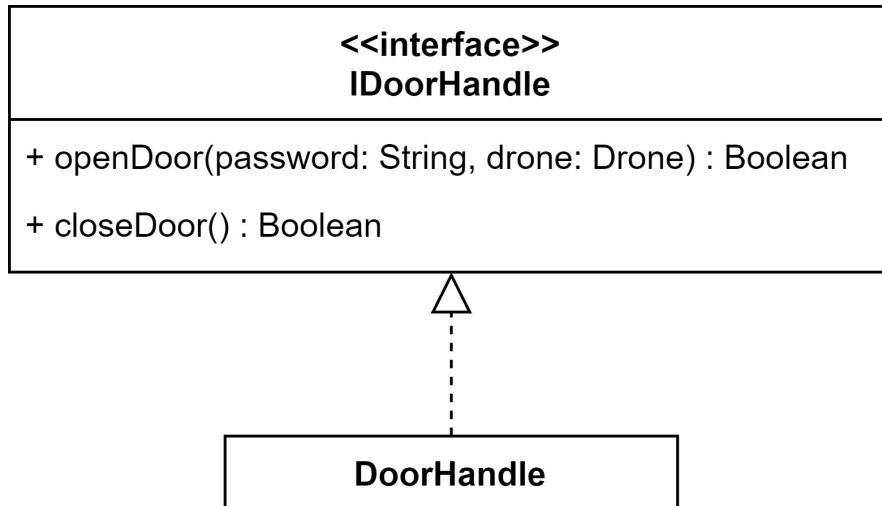 <<interface>>
IDoorHandle
+ openDoor(password: String, drone: Drone) : Boolean
+ closeDoor() : Boolean
DoorHandle